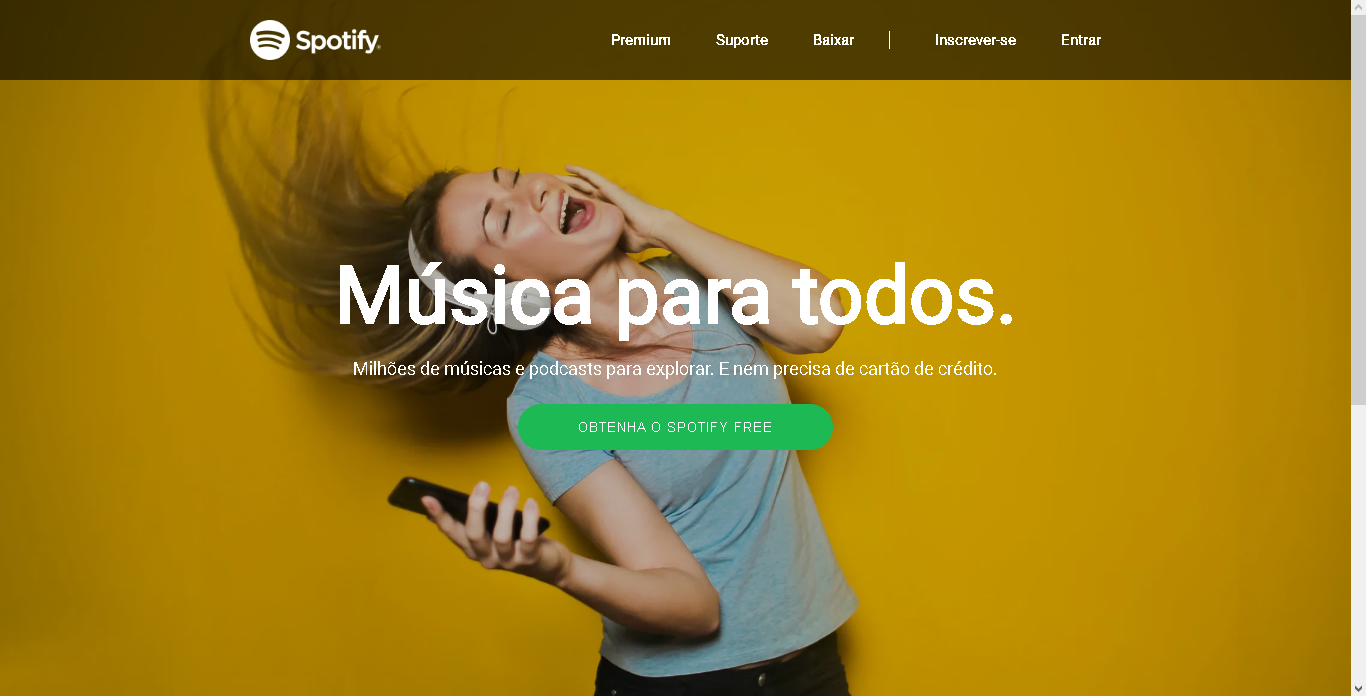 Spotify®
Premium Suporte Baixar | Inscrever-se Entrar
Música para todos.
Milhões de músicas e podcasts para explorar. E nem precisa de cartão de crédito.
OBTENHA O SPOTIFY FREE